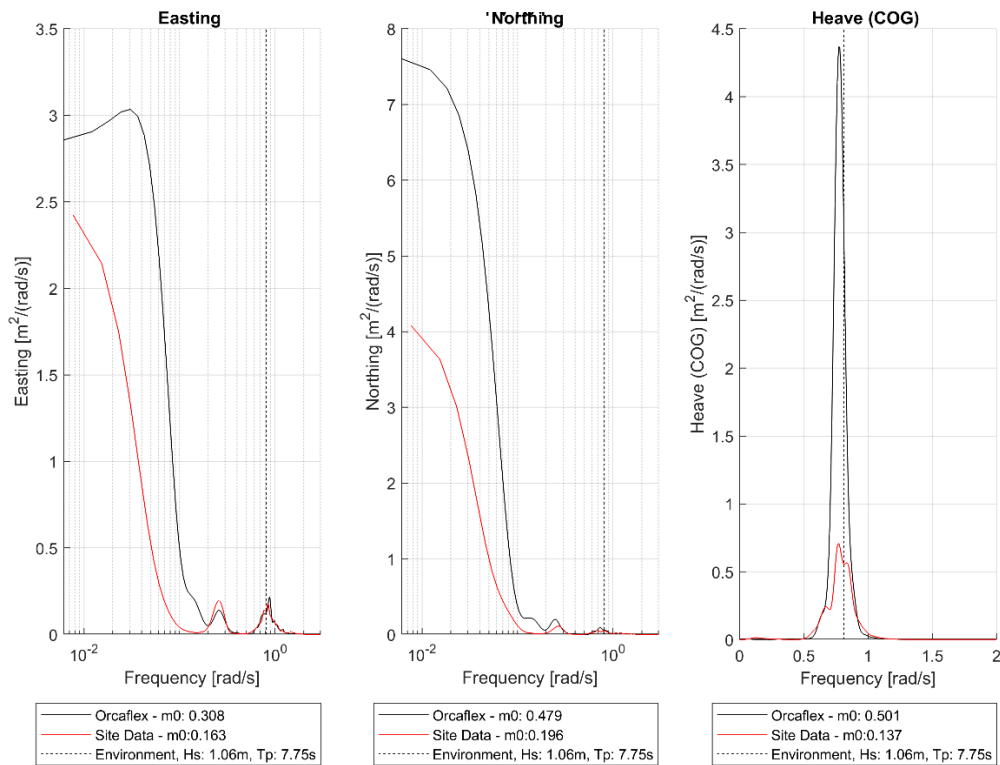 Easting
Easting [m²/(rad/s)]
3.5
3
2.5
2
1.5
1
0.5
0
10⁻²
10⁰
Frequency [rad/s]
Orcaflex - m0: 0.308
Site Data - m0:0.163
Environment, Hs: 1.06m, Tp: 7.75s
Northing
Northing [m²/(rad/s)]
8
7
6
5
4
3
2
1
0
10⁻²
10⁰
Frequency [rad/s]
Orcaflex - m0: 0.479
Site Data - m0:0.196
Environment, Hs: 1.06m, Tp: 7.75s
Heave (COG)
Heave (COG) [m²/(rad/s)]
4.5
4
3.5
3
2.5
2
1.5
1
0.5
0
0
0.5
1
1.5
2
Frequency [rad/s]
Orcaflex - m0: 0.501
Site Data - m0:0.137
Environment, Hs: 1.06m, Tp: 7.75s